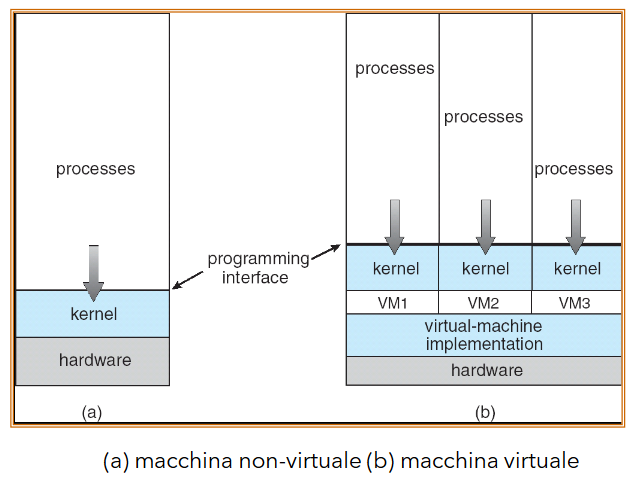 processes
kernel
hardware
(a)
programming
interface
processes
processes
processes
kernel
kernel
kernel
VM1
VM2
VM3
virtual-machine
implementation
hardware
(b)
(a) macchina non-virtuale (b) macchina virtuale